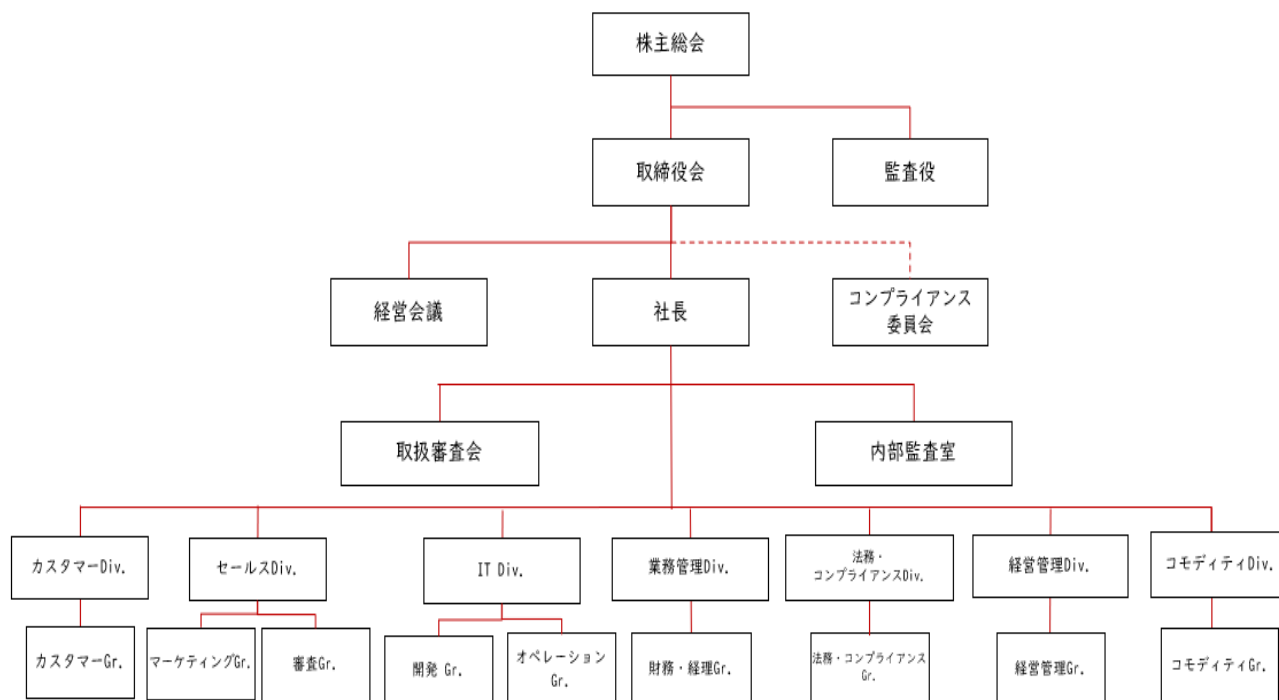 株主総会
取締役会
監査役
経営会議
社長
コンプライアンス
委員会
取扱審査会
内部監査室
カスタマーDiv.
セールスDiv.
IT Div.
業務管理Div.
法務・
コンプライアンスDiv.
経営管理Div.
コモディティDiv.
カスタマーGr.
マーケティングGr.
審査Gr.
開発 Gr.
オペレーション
Gr.
財務・経理Gr.
法務・コンプライアンス
Gr.
経営管理Gr.
コモディティGr.